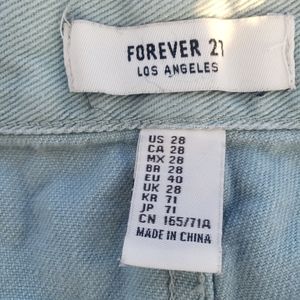 FOREVER 21
LOS ANGELES
US 28
CA 28
MX 28
BR 28
EU 40
UK 28
KR 71
JP 71
CN 165/71A
MADE IN CHINA